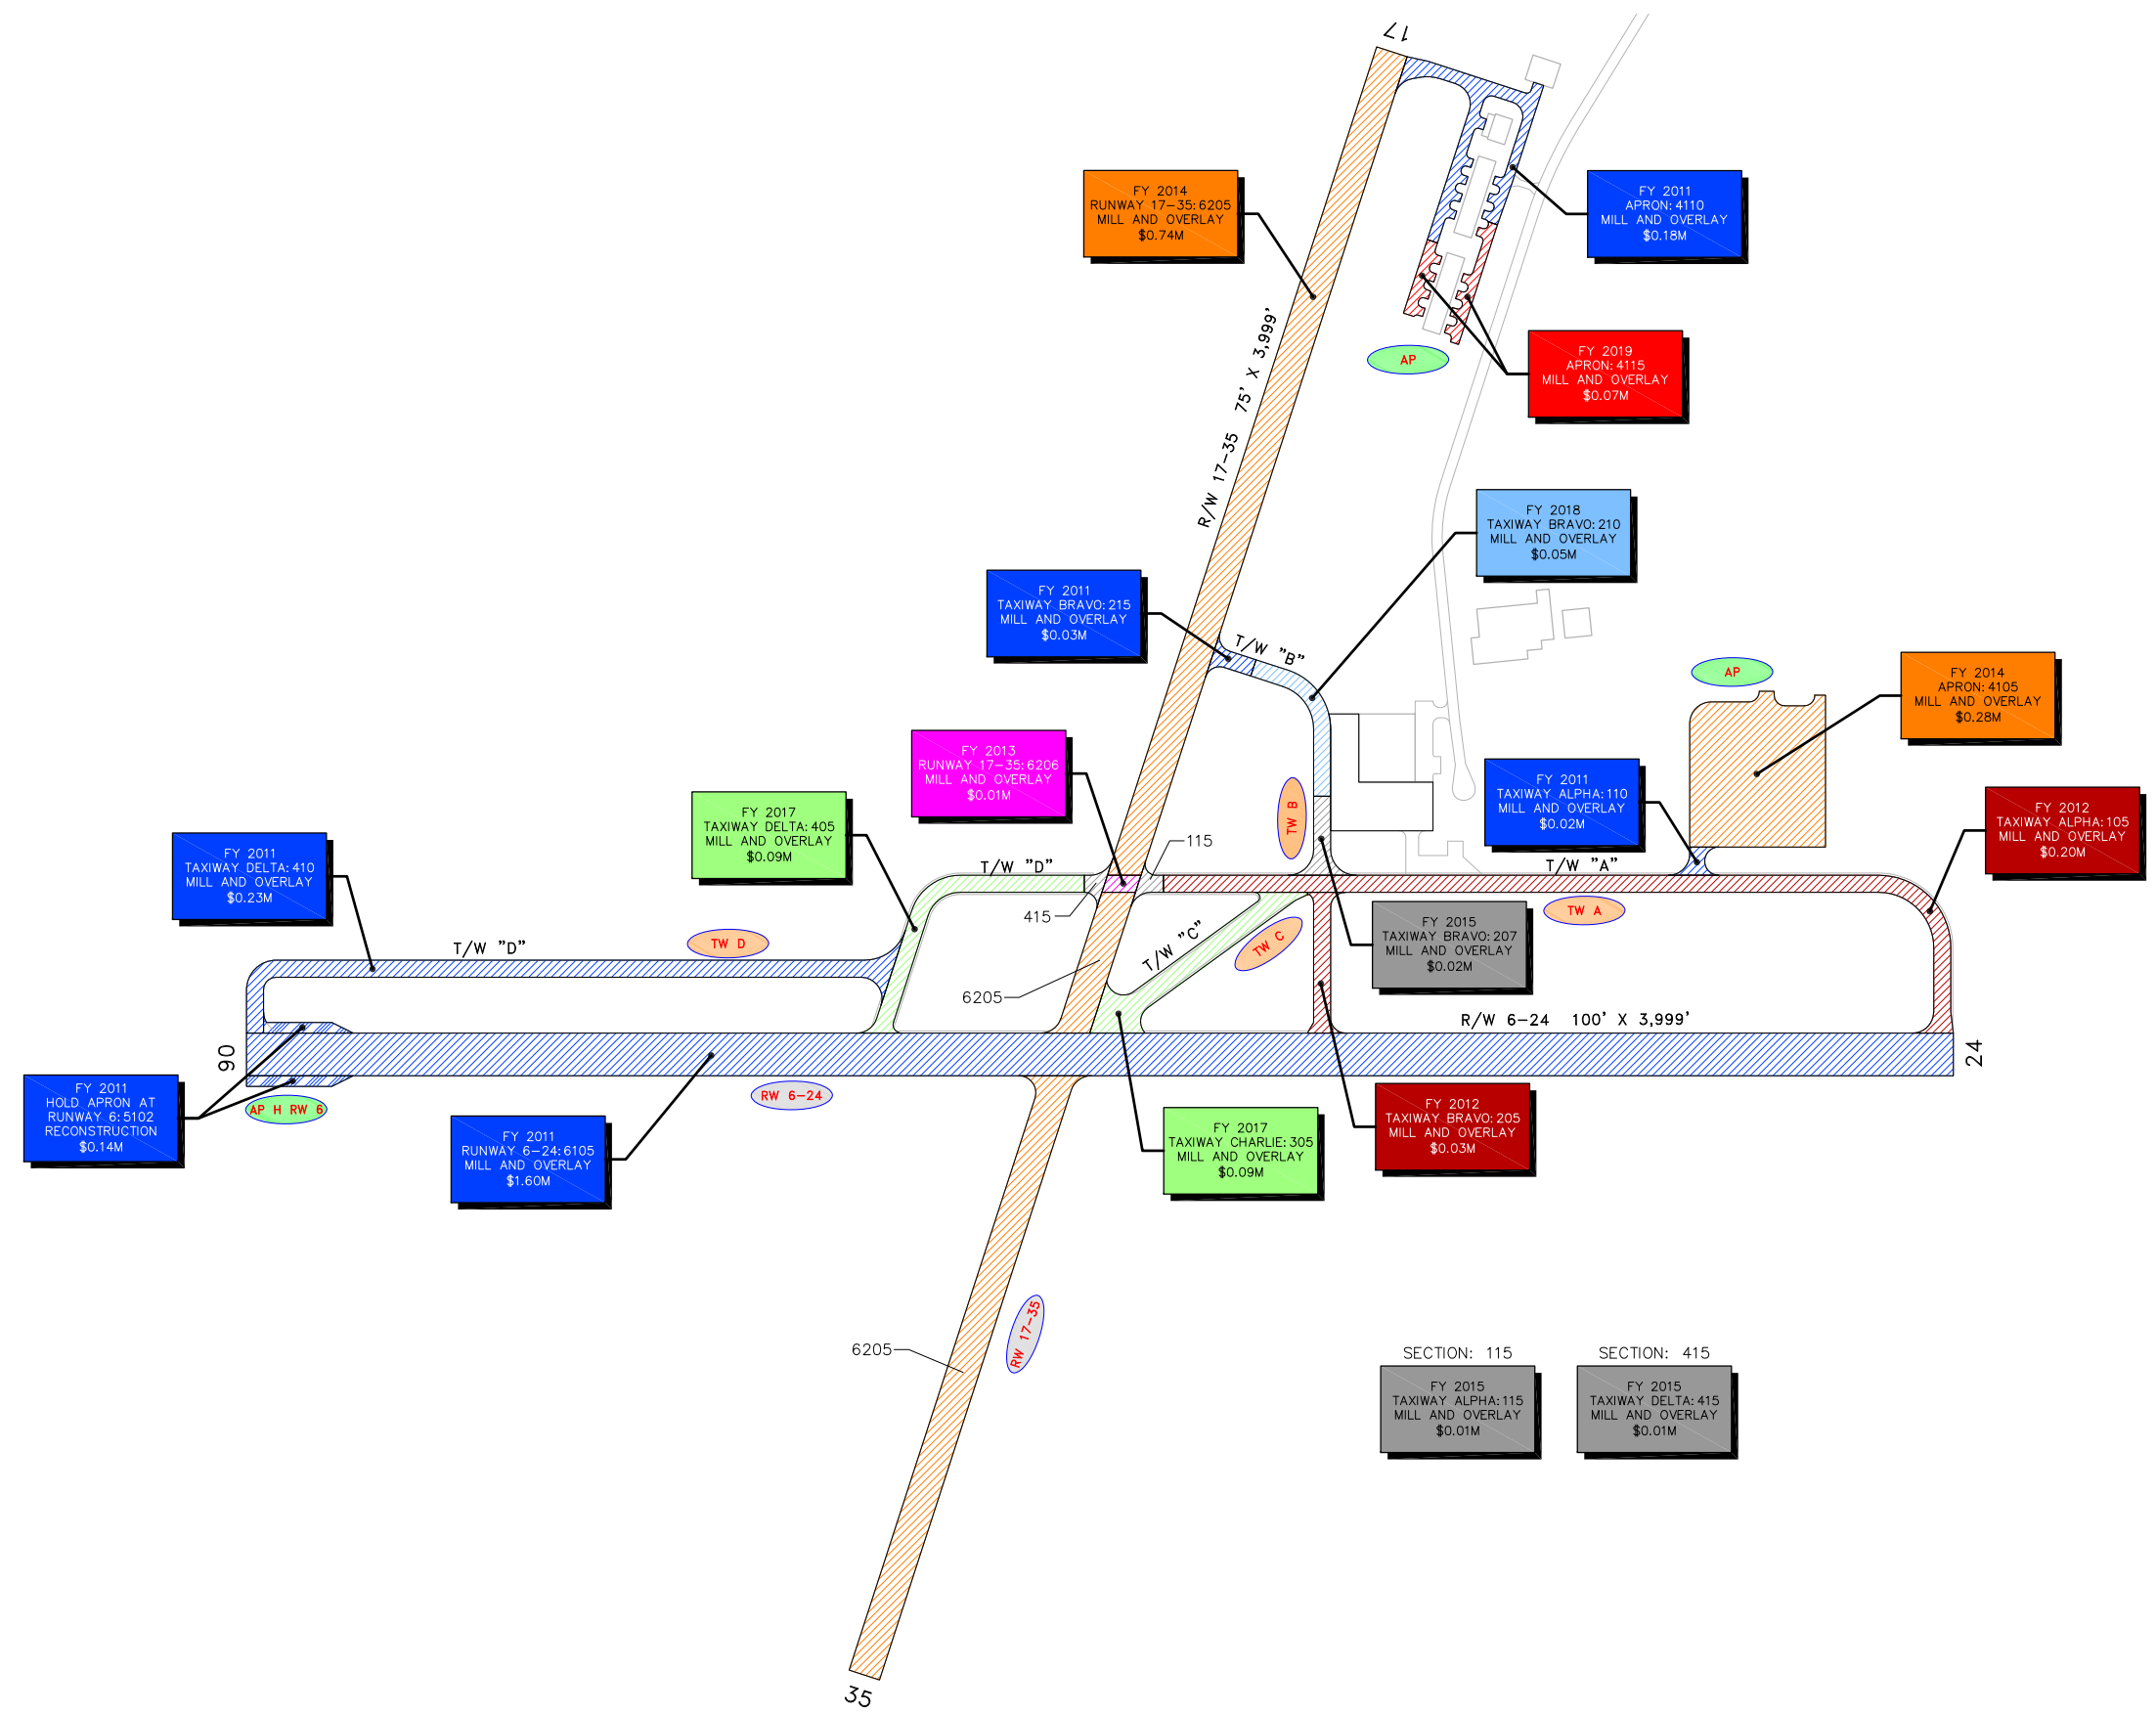 17
FY 2014
RUNWAY 17-35:6205
MILL AND OVERLAY
$0.74M
FY 2011
APRON:4110
MILL AND OVERLAY
$0.18M
R/W 17-35 75' X 3,999'
AP
FY 2019
APRON:4115
MILL AND OVERLAY
$0.07M
FY 2018
TAXIWAY BRAVO:210
MILL AND OVERLAY
$0.05M
FY 2011
TAXIWAY BRAVO:215
MILL AND OVERLAY
$0.03M
T/W "B"
AP
FY 2014
APRON:4105
MILL AND OVERLAY
$0.28M
FY 2013
RUNWAY 17-35:6206
MILL AND OVERLAY
$0.01M
TW B
FY 2011
TAXIWAY ALPHA:110
MILL AND OVERLAY
$0.02M
FY 2012
TAXIWAY ALPHA:105
MILL AND OVERLAY
$0.20M
FY 2017
TAXIWAY DELTA:405
MILL AND OVERLAY
$0.09M
FY 2011
TAXIWAY DELTA:410
MILL AND OVERLAY
$0.23M
115
T/W "D"
T/W "A"
415
TW A
T/W "D"
TW D
T/W "C"
TW C
FY 2015
TAXIWAY BRAVO:207
MILL AND OVERLAY
$0.02M
6205
R/W 6-24 100' X 3,999'
06
24
FY 2011
HOLD APRON AT
RUNWAY 6:5102
RECONSTRUCTION
$0.14M
AP H RW 6
RW 6-24
FY 2011
RUNWAY 6-24:6105
MILL AND OVERLAY
$1.60M
FY 2017
TAXIWAY CHARLIE:305
MILL AND OVERLAY
$0.09M
FY 2012
TAXIWAY BRAVO:205
MILL AND OVERLAY
$0.03M
RW 17-35
6205
SECTION: 115
FY 2015
TAXIWAY ALPHA:115
MILL AND OVERLAY
$0.01M
SECTION: 415
FY 2015
TAXIWAY DELTA:415
MILL AND OVERLAY
$0.01M
35